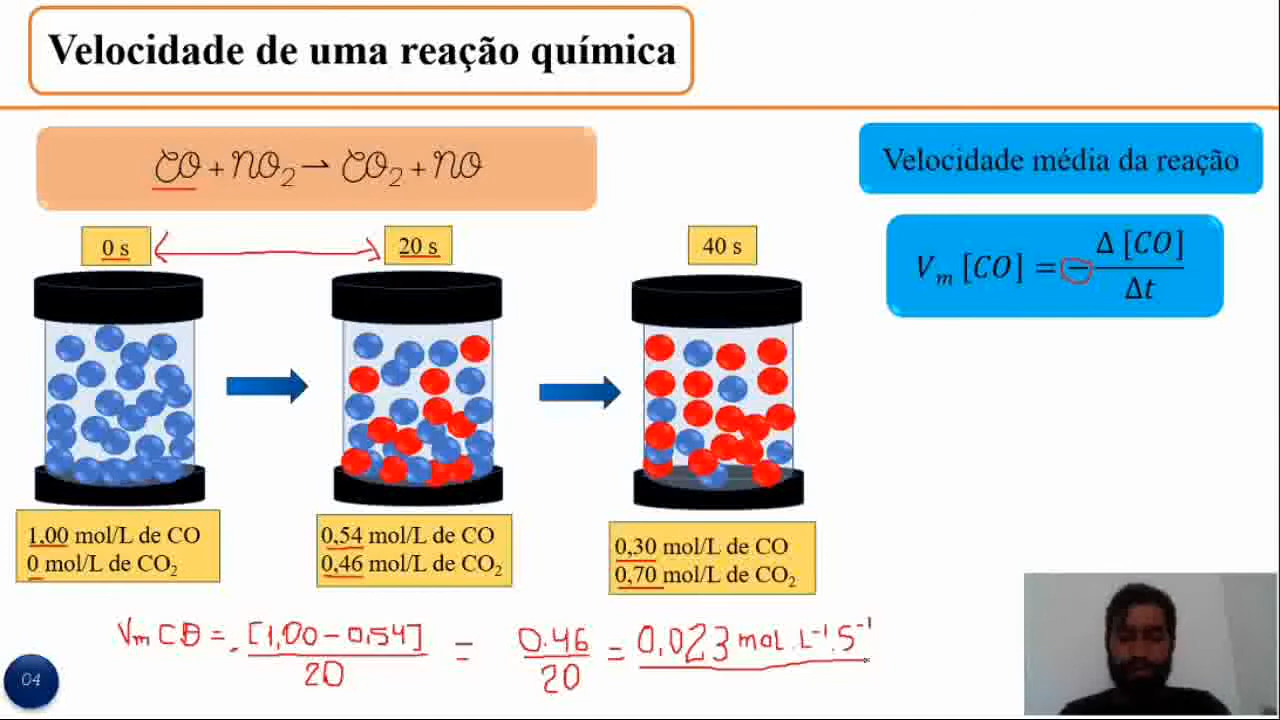 Velocidade de uma reação química
CO + NO₂ → CO₂ + NO
Velocidade média da reação
0 s
20 s
40 s
Vₘ [CO] = − Δ [CO] / Δt
1,00 mol/L de CO
0 mol/L de CO₂
0,54 mol/L de CO
0,46 mol/L de CO₂
0,30 mol/L de CO
0,70 mol/L de CO₂
Vm CO = - [1,00 - 0,54] / 20 = 0.46 / 20 = 0,023 mol.L⁻¹.S⁻¹
04